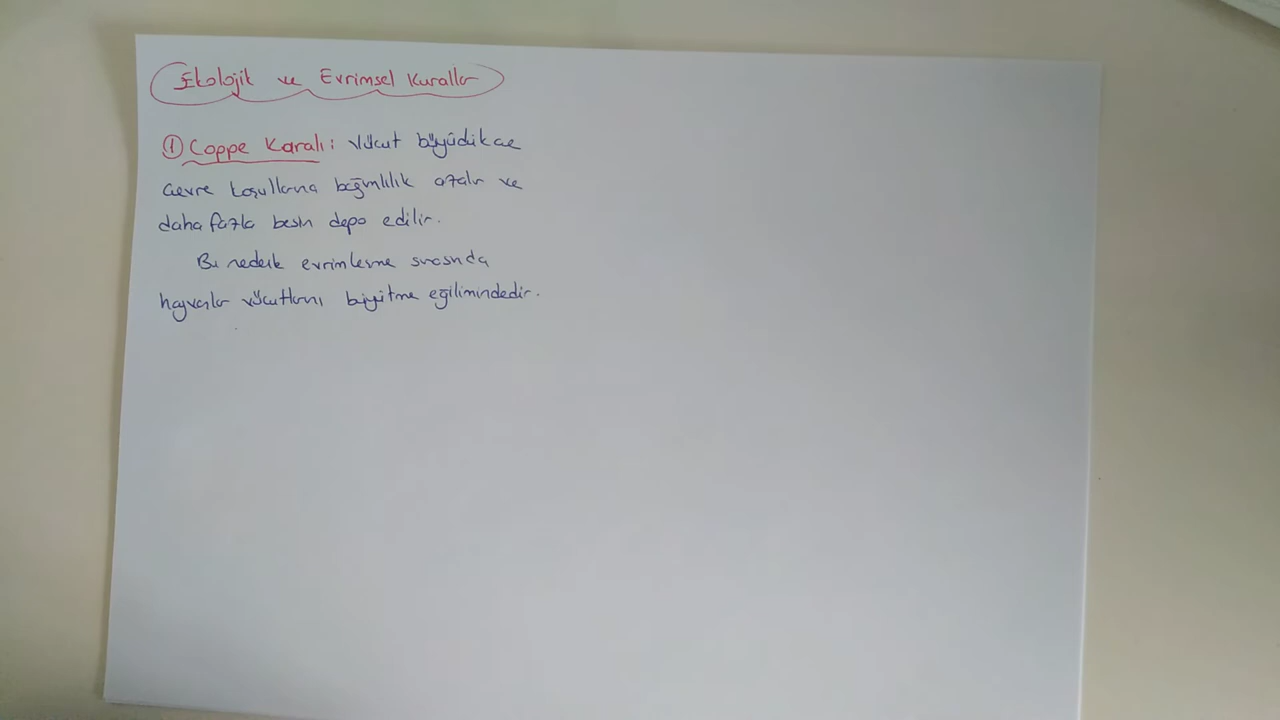 Ekolojik ve Evrimsel Kurallar
① Coppe Kuralı: Vücut büyüdükçe
çevre koşullarına bağımlılık azalır ve
daha fazla besin depo edilir.
Bu nedenle evrimleşme sırasında
hayvanlar vücutlarını büyütme eğilimindedir.